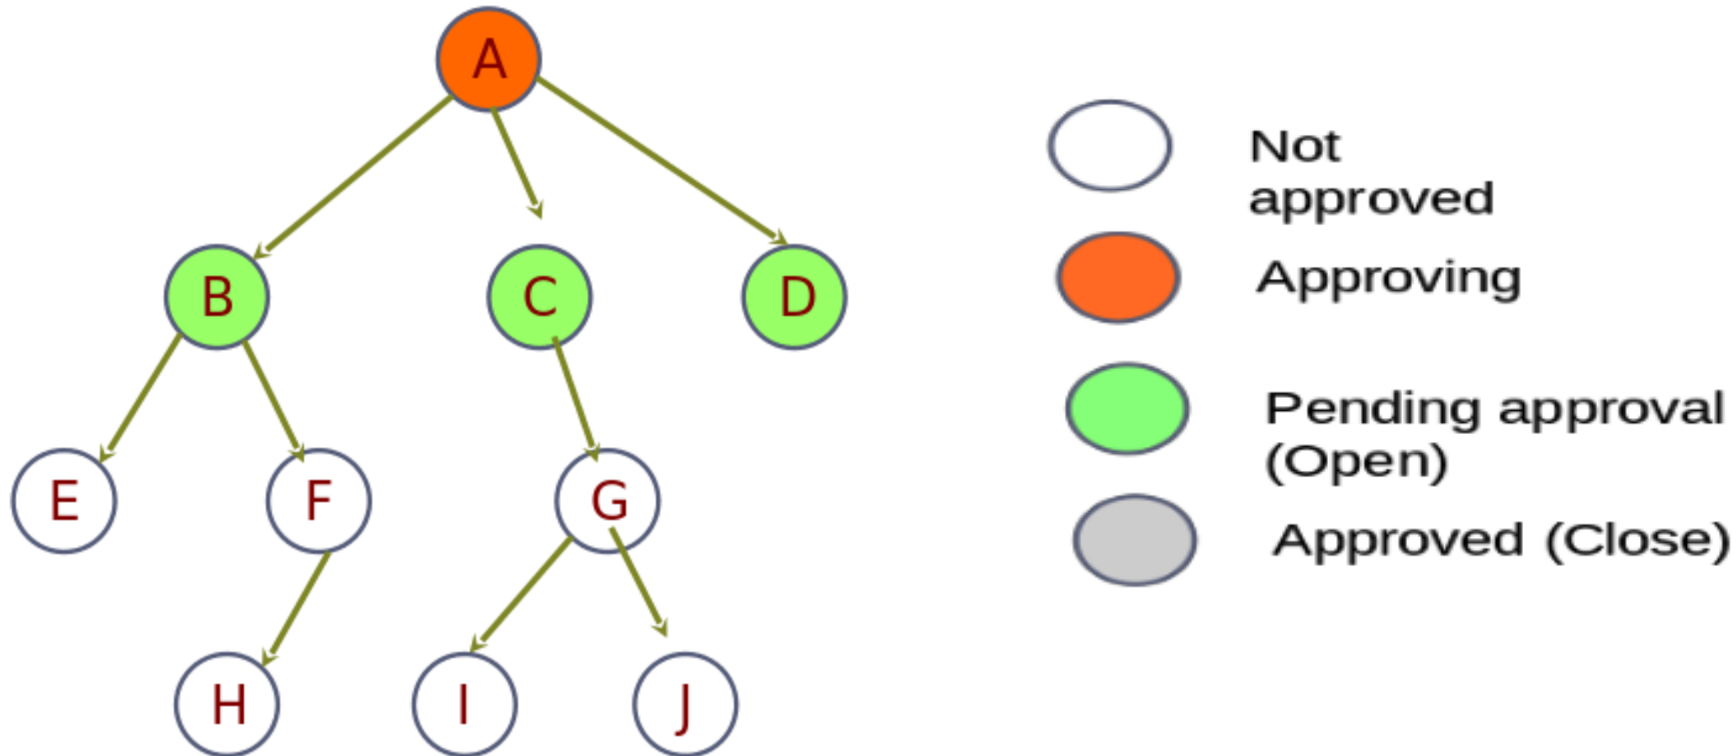 A
B
C
D
E
F
G
H
I
J
Not
approved
Approving
Pending approval
(Open)
Approved (Close)